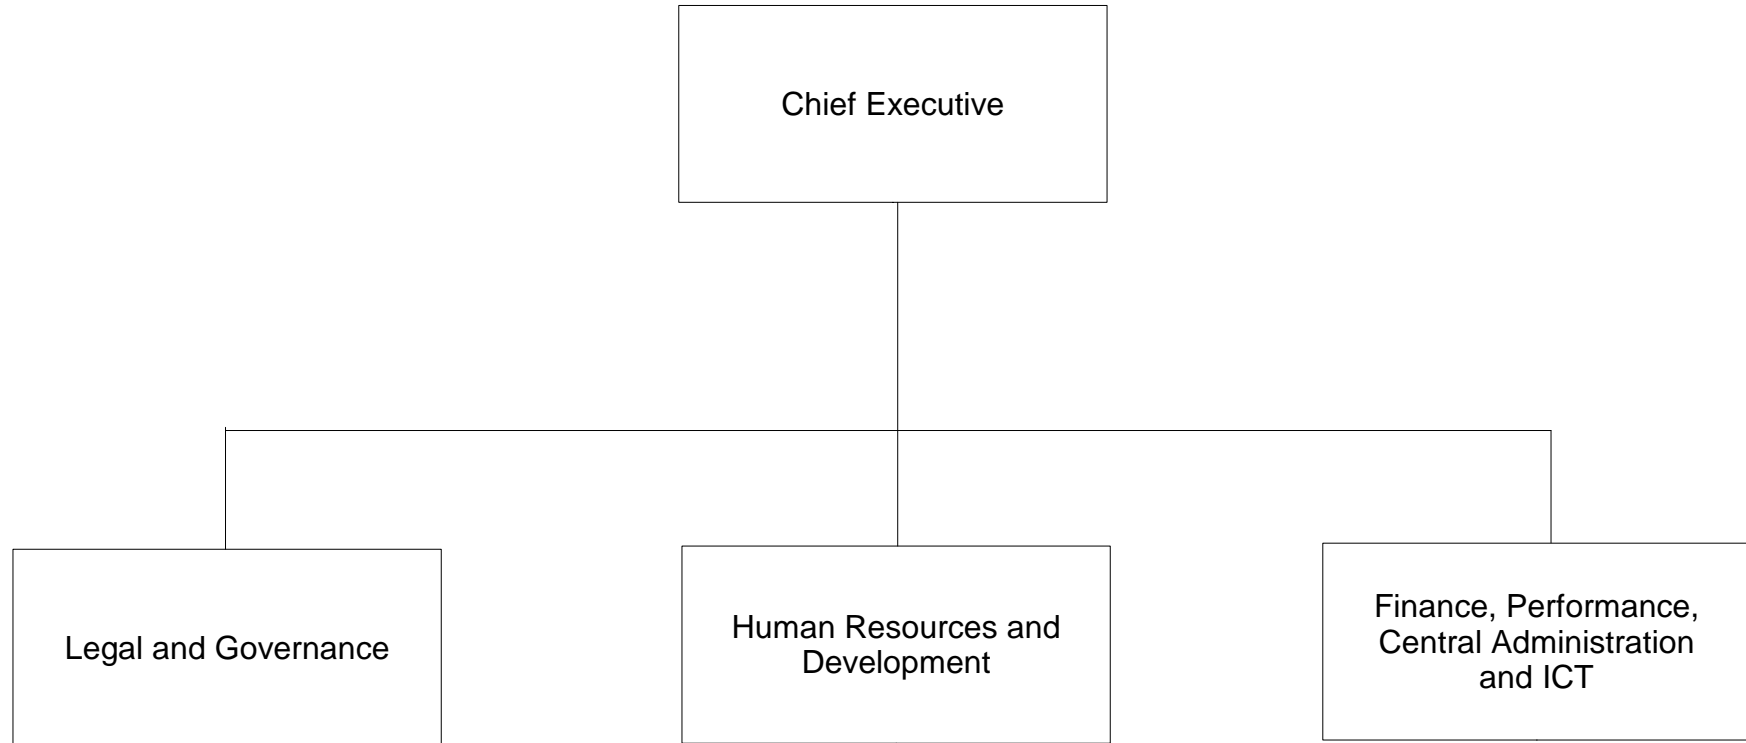 Chief Executive
Legal and Governance
Human Resources and
Development
Finance, Performance,
Central Administration
and ICT